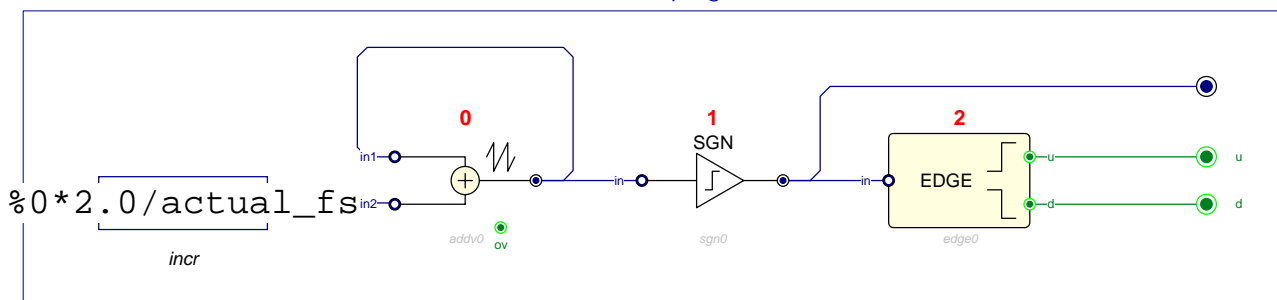 0 1 2
SGN
in1 in in u u
EDGE
%0*2.0/actual_fs in2 d d
addv0 ov sgn0 edge0
incr